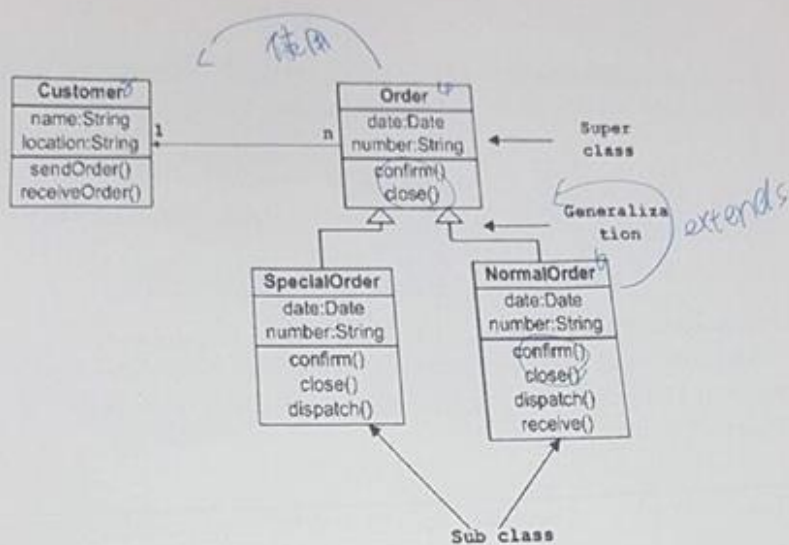 使用
Customer
name:String
location:String
sendOrder()
receiveOrder()
1
n
Order
date:Date
number:String
confirm()
close()
Super
class
Generaliza
tion
extends
SpecialOrder
date:Date
number:String
confirm()
close()
dispatch()
NormalOrder
date:Date
number:String
confirm()
close()
dispatch()
receive()
Sub class